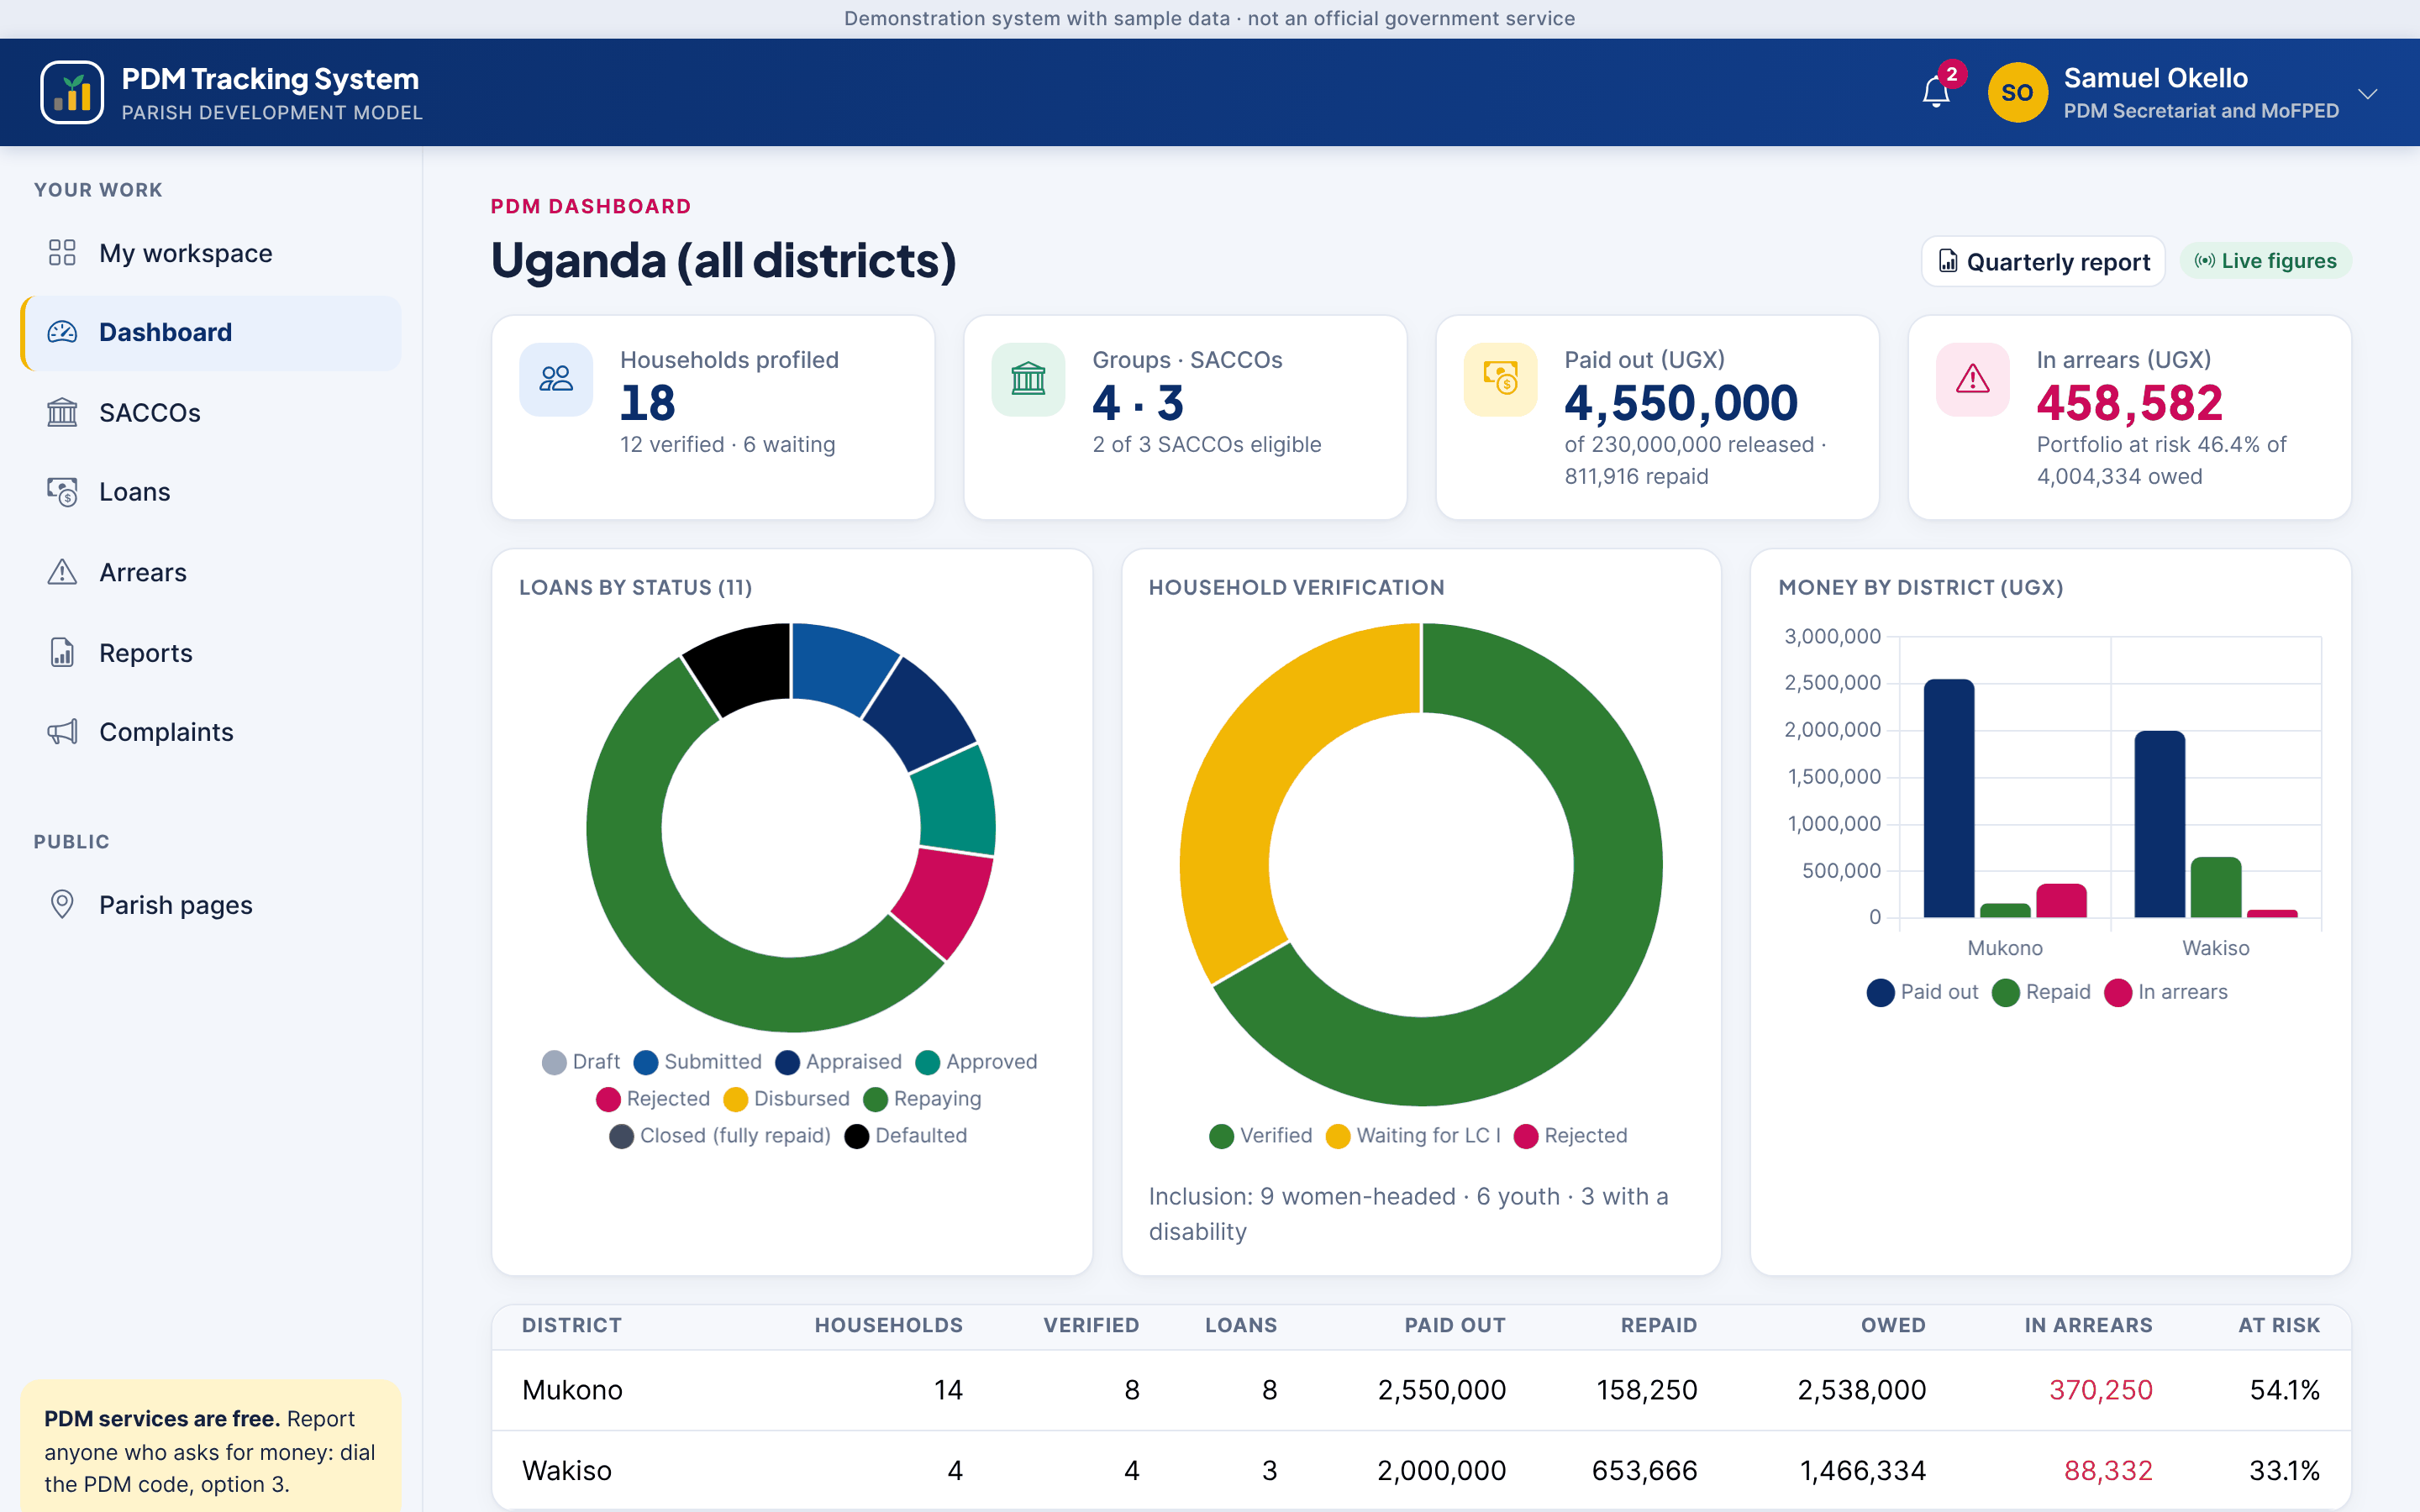 Demonstration system with sample data · not an official government service
PDM Tracking System
PARISH DEVELOPMENT MODEL
2
SO
Samuel Okello
PDM Secretariat and MoFPED
YOUR WORK
My workspace
Dashboard
SACCOs
Loans
Arrears
Reports
Complaints
PUBLIC
Parish pages
PDM services are free. Report
anyone who asks for money: dial
the PDM code, option 3.
PDM DASHBOARD
Uganda (all districts)
Quarterly report
Live figures
Households profiled
18
12 verified · 6 waiting
Groups · SACCOs
4 · 3
2 of 3 SACCOs eligible
Paid out (UGX)
4,550,000
of 230,000,000 released ·
811,916 repaid
In arrears (UGX)
458,582
Portfolio at risk 46.4% of
4,004,334 owed
LOANS BY STATUS (11)
Draft Submitted Appraised Approved
Rejected Disbursed Repaying
Closed (fully repaid) Defaulted
HOUSEHOLD VERIFICATION
Verified Waiting for LC I Rejected
Inclusion: 9 women-headed · 6 youth · 3 with a
disability
MONEY BY DISTRICT (UGX)
3,000,000
2,500,000
2,000,000
1,500,000
1,000,000
500,000
0
Mukono Wakiso
Paid out Repaid In arrears
DISTRICT HOUSEHOLDS VERIFIED LOANS PAID OUT REPAID OWED IN ARREARS AT RISK
Mukono 14 8 8 2,550,000 158,250 2,538,000 370,250 54.1%
Wakiso 4 4 3 2,000,000 653,666 1,466,334 88,332 33.1%